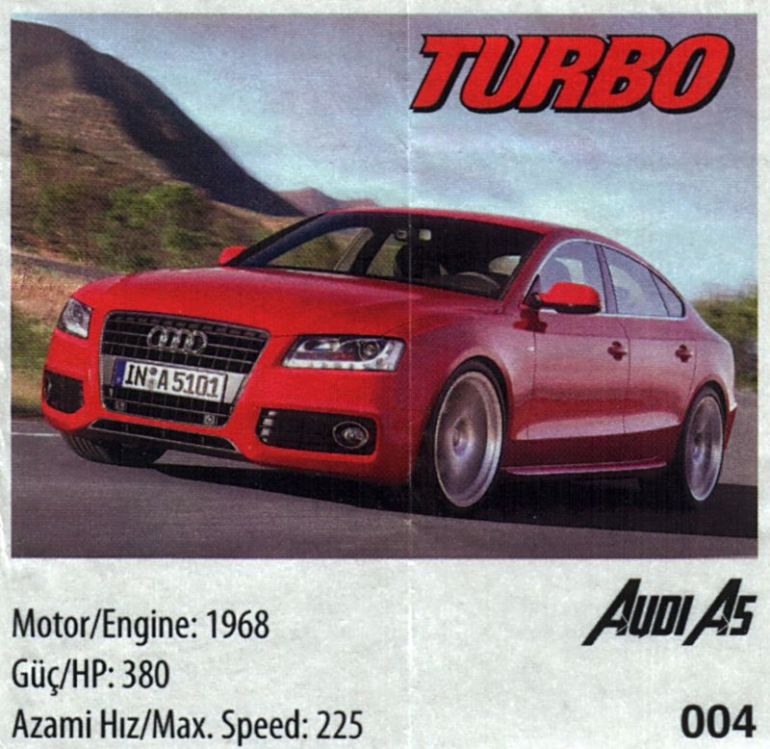 TURBO
IN A 5101
Motor/Engine: 1968
Güç/HP: 380
Azami Hız/Max. Speed: 225
AUDI A5
004